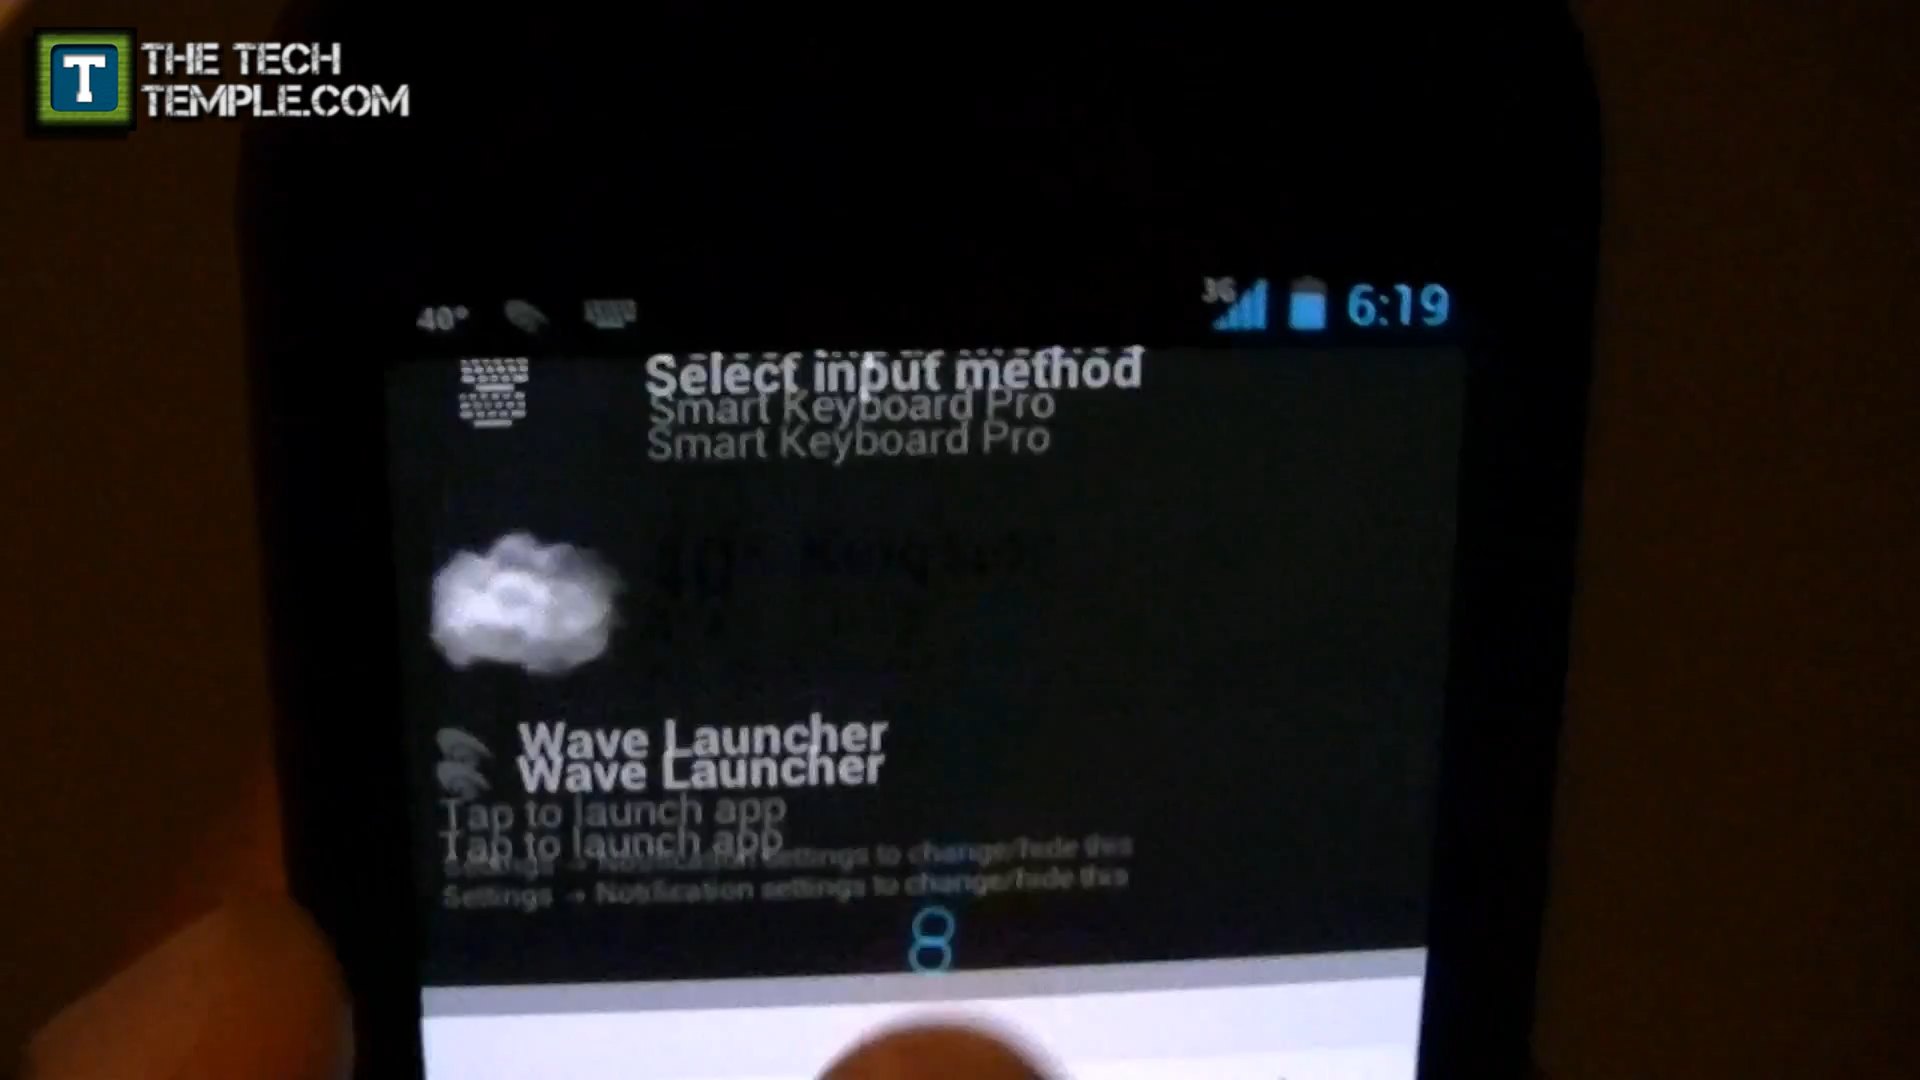 T
THE TECH
TEMPLE.COM
40°
3G
6:19
Select input method
Smart Keyboard Pro
Smart Keyboard Pro
Wave Launcher
Wave Launcher
Tap to launch app
Tap to launch app
Settings → Notification settings to change/hide this
Settings → Notification settings to change/hide this